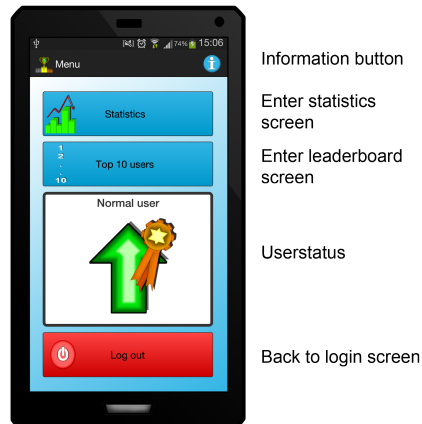 74% 15:06
Menu
i
Information button
Statistics
Enter statistics
screen
1
2
.
.
10
Top 10 users
Enter leaderboard
screen
Normal user
Userstatus
Log out
Back to login screen